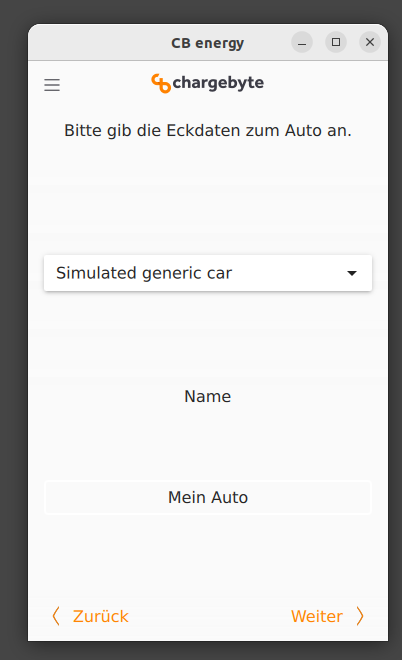 CB energy
chargebyte
Bitte gib die Eckdaten zum Auto an.
Simulated generic car
Name
Mein Auto
Zurück
Weiter